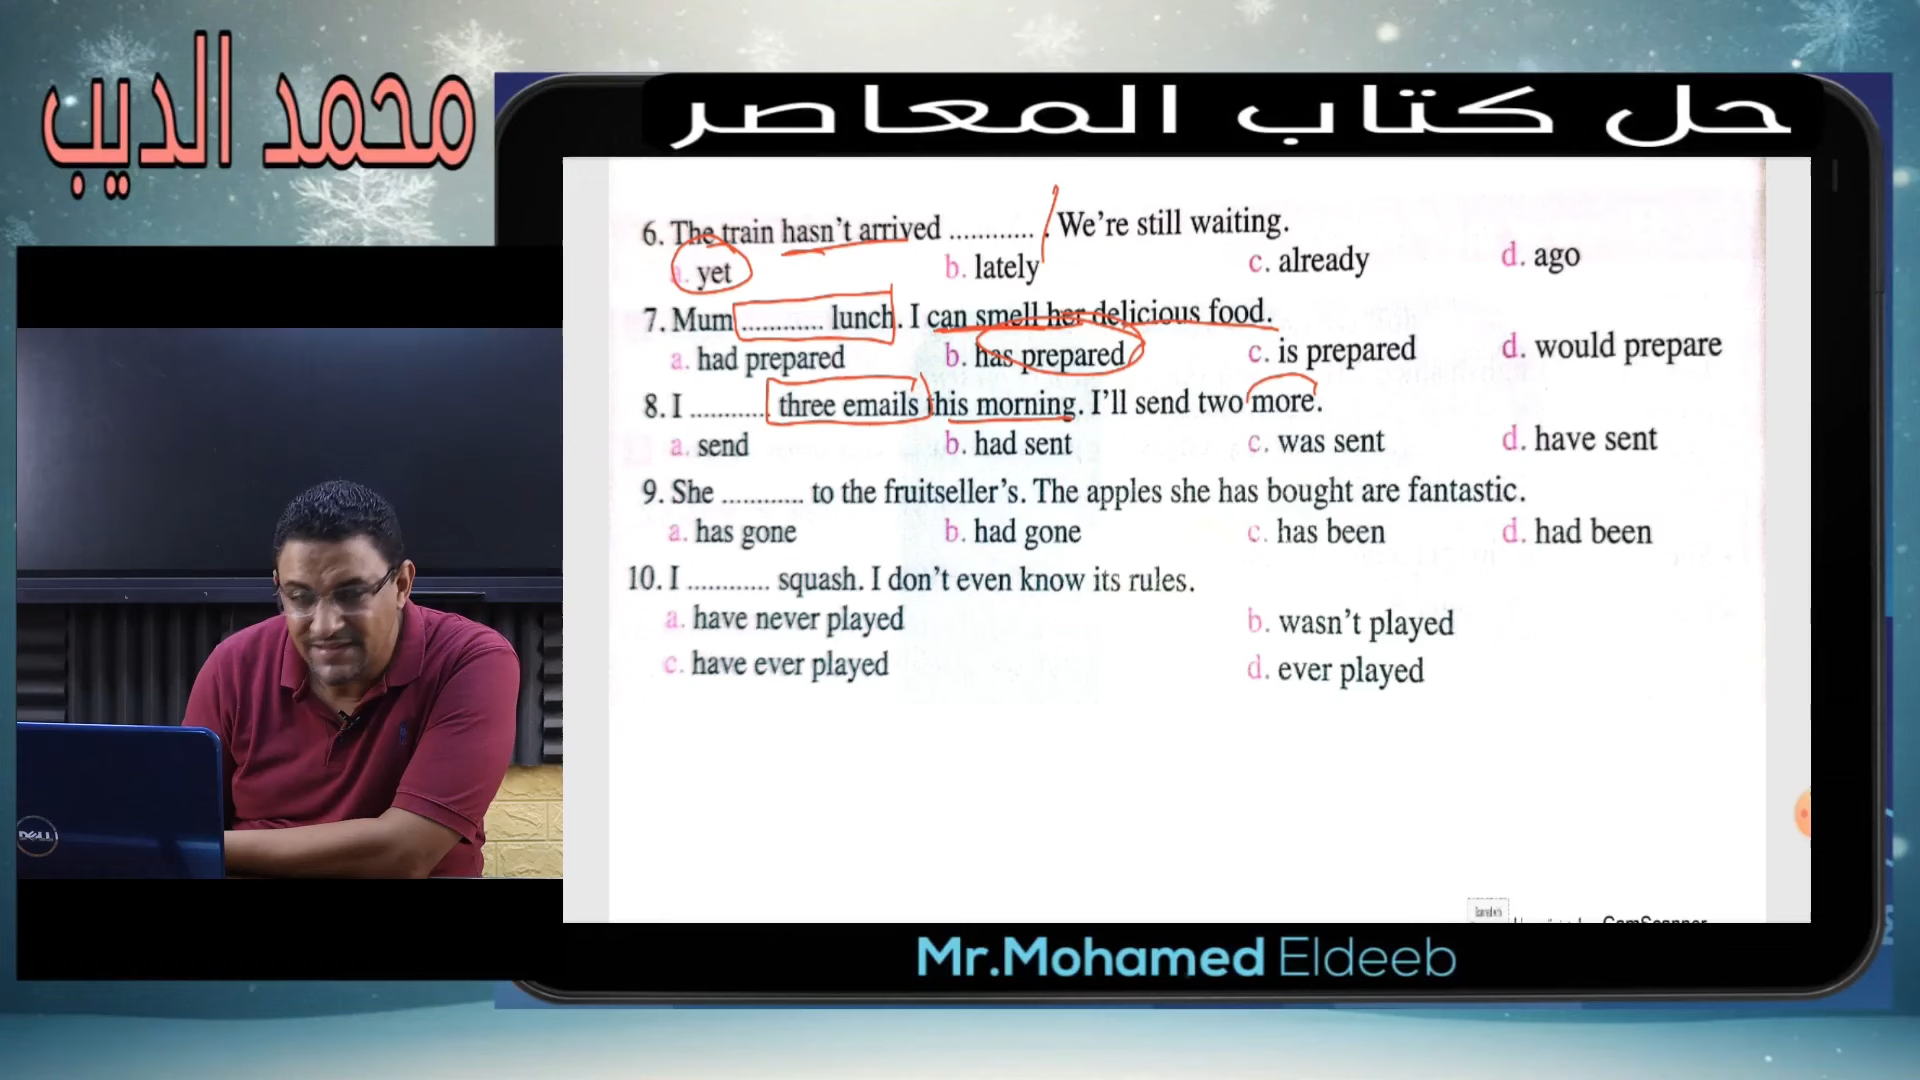 محمد الديب
حل كتاب المعاصر
6. The train hasn't arrived ............ . We're still waiting.
a. yet b. lately c. already d. ago
7. Mum ............ lunch. I can smell her delicious food.
a. had prepared b. has prepared c. is prepared d. would prepare
8. I ............ three emails this morning. I'll send two more.
a. send b. had sent c. was sent d. have sent
9. She ............ to the fruitseller's. The apples she has bought are fantastic.
a. has gone b. had gone c. has been d. had been
10. I ............ squash. I don't even know its rules.
a. have never played b. wasn't played
c. have ever played d. ever played
CamScanner
DELL
Mr.Mohamed Eldeeb